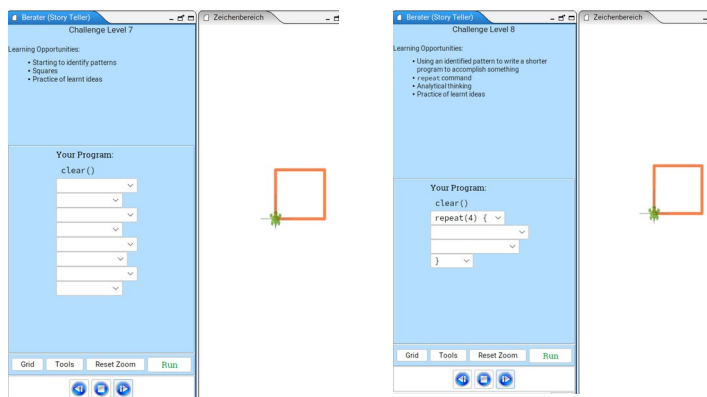 Berater (Story Teller)
Zeichenbereich
Challenge Level 7
Learning Opportunities:
• Starting to identify patterns
• Squares
• Practice of learnt ideas
Your Program:
clear()
Grid
Tools
Reset Zoom
Run
Berater (Story Teller)
Zeichenbereich
Challenge Level 8
Learning Opportunities:
• Using an identified pattern to write a shorter
program to accomplish something
• repeat command
• Analytical thinking
• Practice of learnt ideas
Your Program:
clear()
repeat(4) {
}
Grid
Tools
Reset Zoom
Run